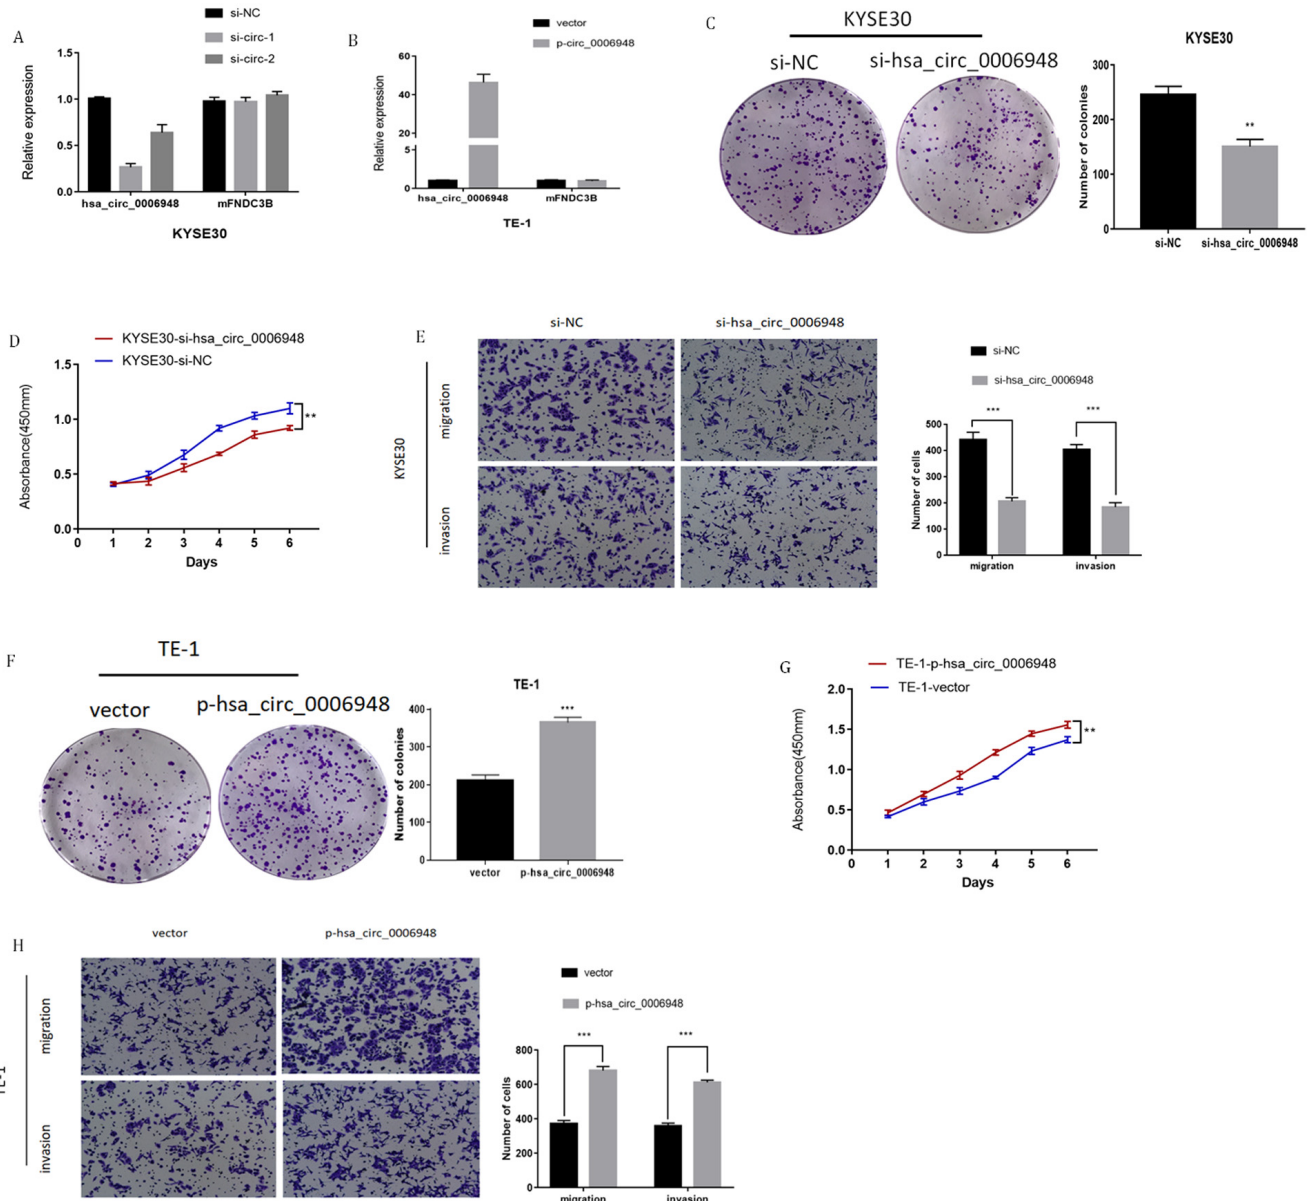 A
si-NC
si-circ-1
si-circ-2
Relative expression
1.5
1.0
0.5
0.0
hsa_circ_0006948
mFNDC3B
KYSE30
B
vector
p-circ_0006948
Relative expression
60
40
20
5
0
hsa_circ_0006948
mFNDC3B
TE-1
C
KYSE30
si-NC
si-hsa_circ_0006948
KYSE30
Number of colonies
300
200
100
0
**
si-NC
si-hsa_circ_0006948
D
KYSE30-si-hsa_circ_0006948
KYSE30-si-NC
Absorbance(450mm)
1.5
1.0
0.5
0.0
**
0 1 2 3 4 5 6
Days
E
si-NC
si-hsa_circ_0006948
KYSE30
migration
invasion
si-NC
si-hsa_circ_0006948
Number of cells
500
400
300
200
100
0
***
***
migration
invasion
F
TE-1
vector
p-hsa_circ_0006948
TE-1
Number of colonies
400
300
200
100
0
***
vector
p-hsa_circ_0006948
G
TE-1-p-hsa_circ_0006948
TE-1-vector
Absorbance(450mm)
2.0
1.5
1.0
0.5
0.0
**
0 1 2 3 4 5 6
Days
H
vector
p-hsa_circ_0006948
TE-1
migration
invasion
vector
p-hsa_circ_0006948
Number of cells
800
600
400
200
0
***
***
migration
invasion